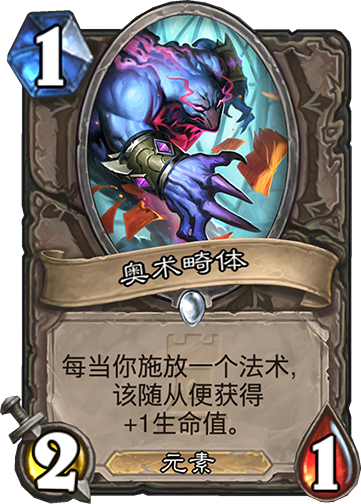 1
奥术畸体
每当你施放一个法术，
该随从便获得
+1生命值。
2
元素
1